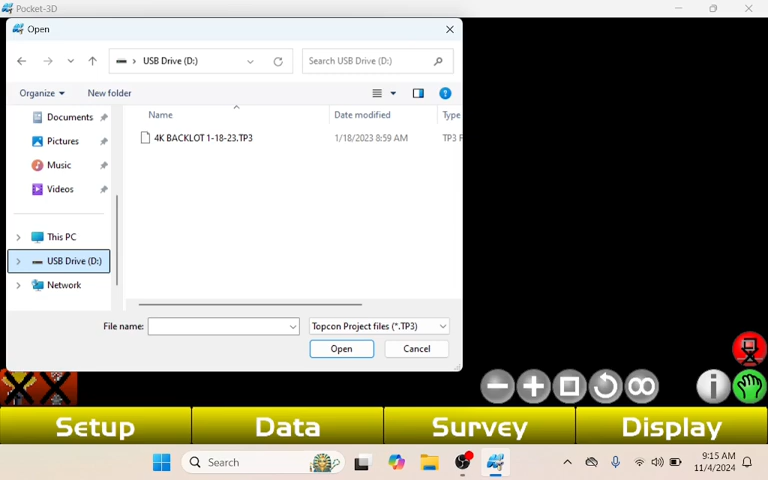 Pocket-3D
Open
USB Drive (D:)
Search USB Drive (D:)
Organize
New folder
Name
Date modified
Type
Documents
4K BACKLOT 1-18-23.TP3
1/18/2023 8:59 AM
TP3 F
Pictures
Music
Videos
This PC
USB Drive (D:)
Network
File name:
Topcon Project files (*.TP3)
Open
Cancel
Setup
Data
Survey
Display
Search
9:15 AM
11/4/2024